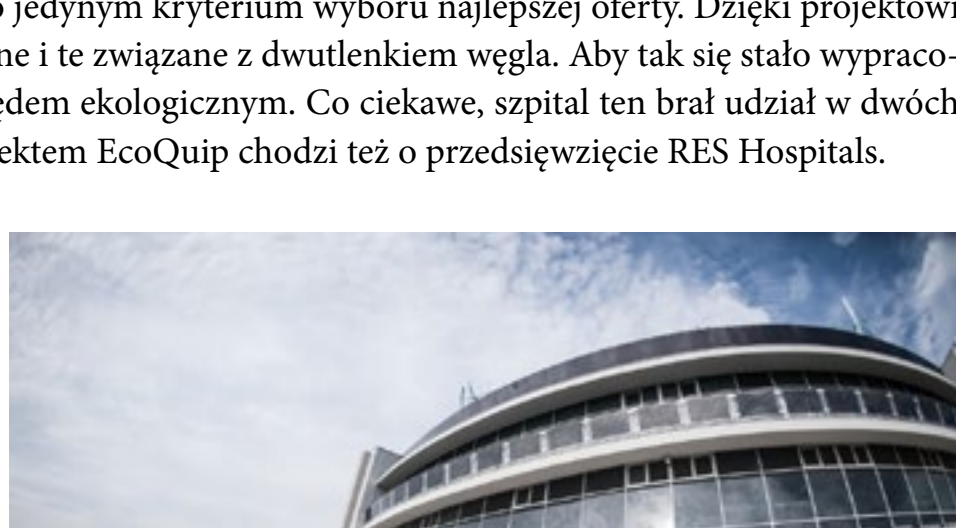 jedynym kryterium wyboru najlepszej oferty. Dzięki projektowi
ne i te związane z dwutlenkiem węgla. Aby tak się stało wypraco-
ędem ekologicznym. Co ciekawe, szpital ten brał udział w dwóch
ektem EcoQuip chodzi też o przedsięwzięcie RES Hospitals.